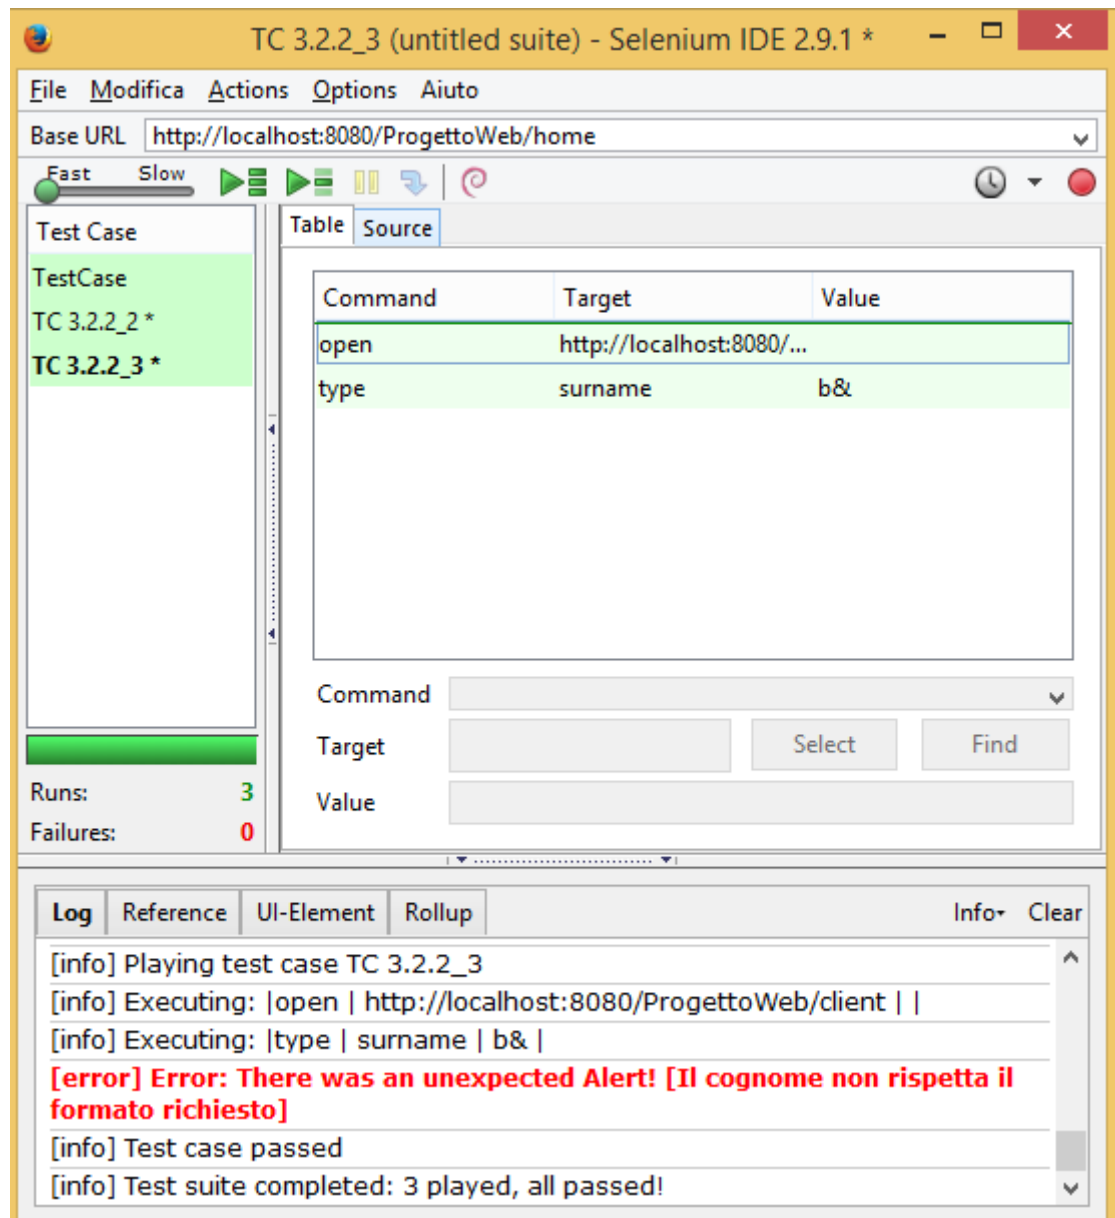 TC 3.2.2_3 (untitled suite) - Selenium IDE 2.9.1 *
File Modifica Actions Options Aiuto
Base URL http://localhost:8080/ProgettoWeb/home
Fast Slow
Test Case
TestCase
TC 3.2.2_2 *
TC 3.2.2_3 *
Table Source
Command Target Value
open http://localhost:8080/...
type surname b&
Command
Target Select Find
Value
Runs: 3
Failures: 0
Log Reference UI-Element Rollup Info Clear
[info] Playing test case TC 3.2.2_3
[info] Executing: |open | http://localhost:8080/ProgettoWeb/client | |
[info] Executing: |type | surname | b& |
[error] Error: There was an unexpected Alert! [Il cognome non rispetta il
formato richiesto]
[info] Test case passed
[info] Test suite completed: 3 played, all passed!